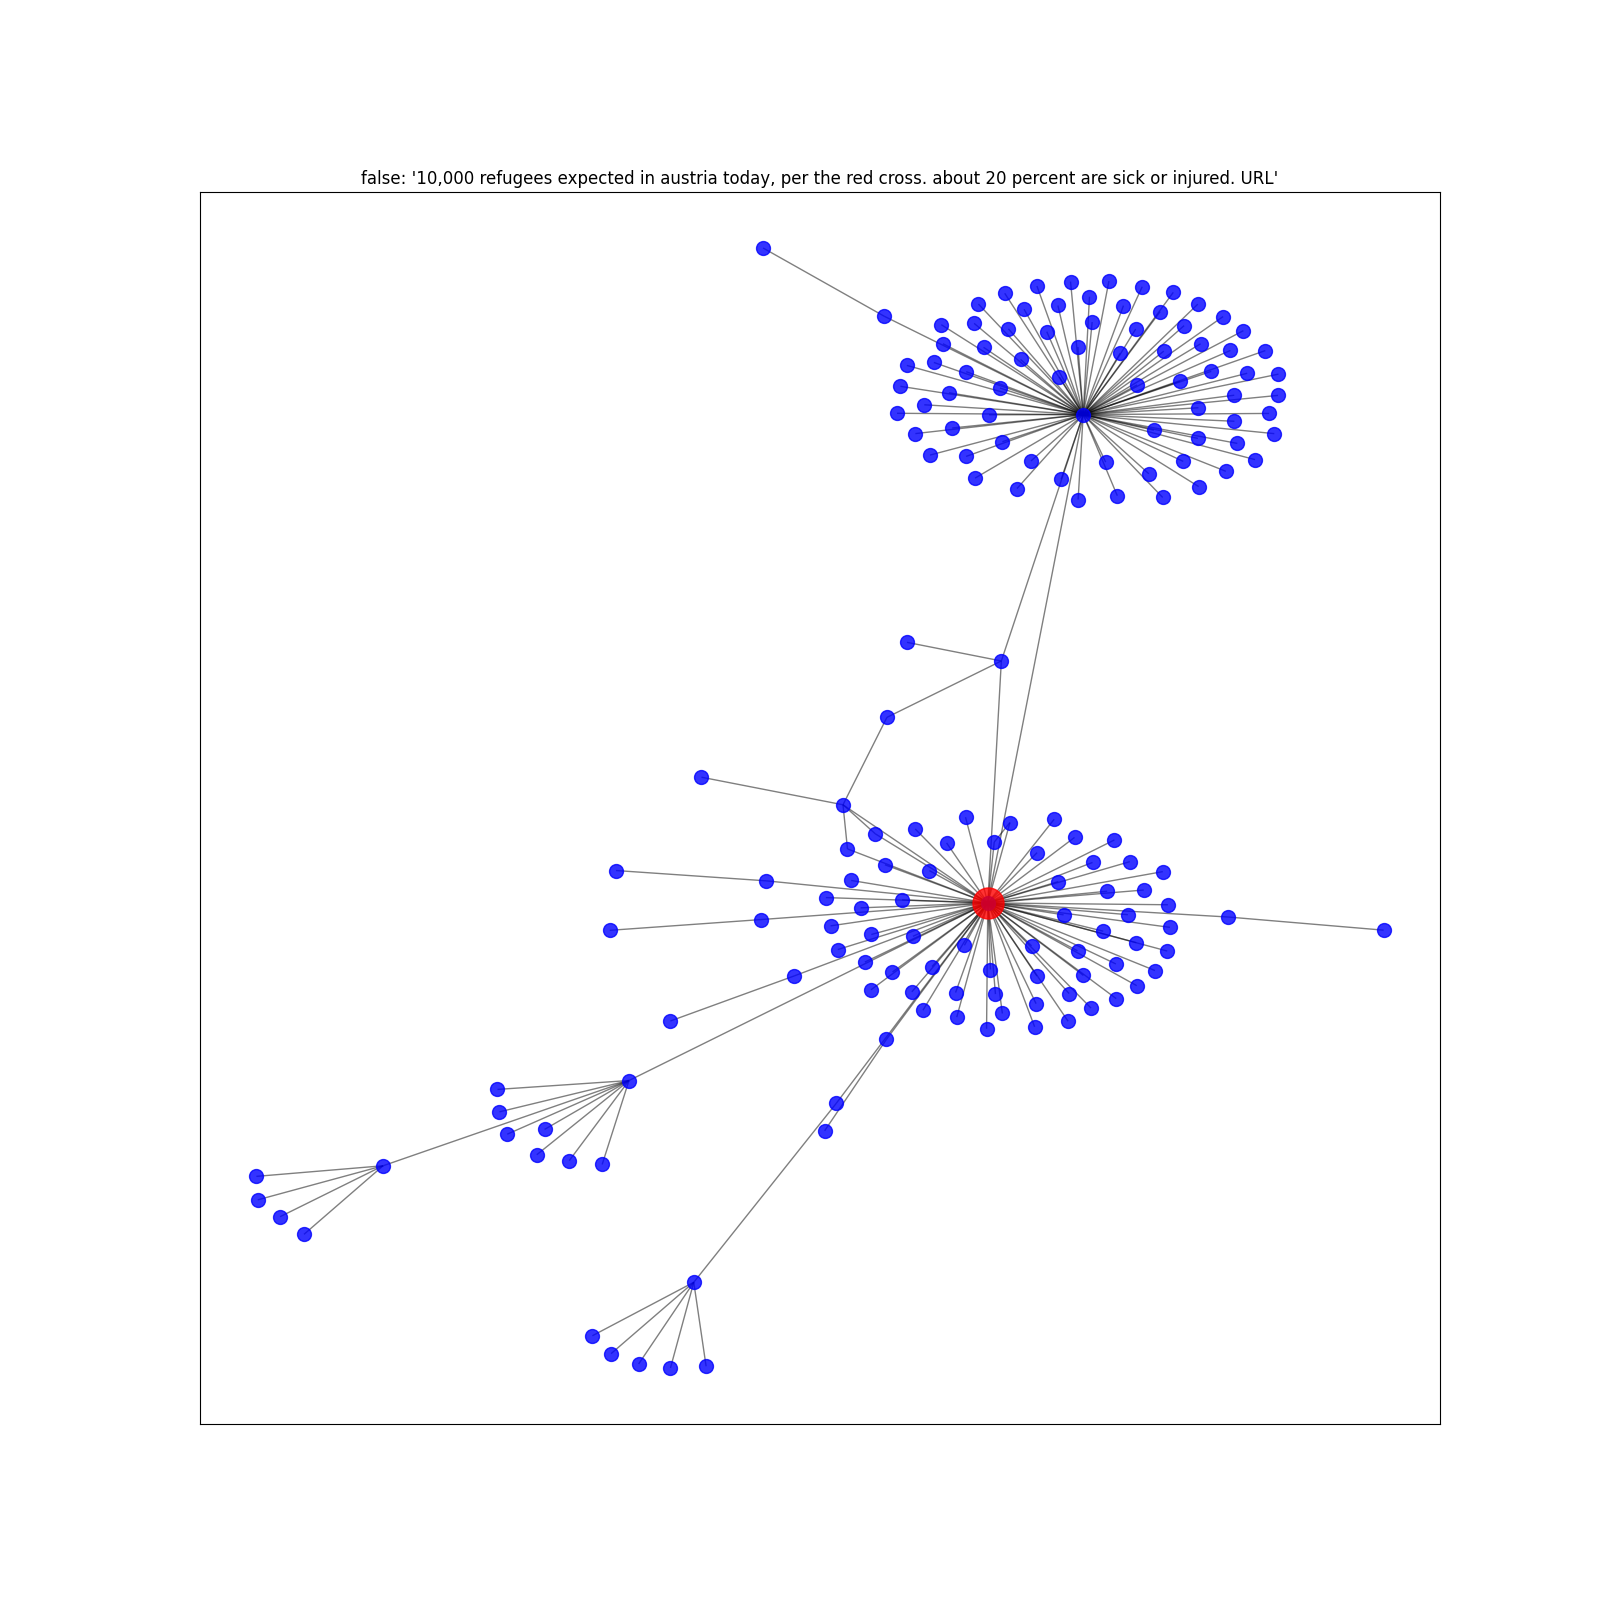 false: '10,000 refugees expected in austria today, per the red cross. about 20 percent are sick or injured. URL'